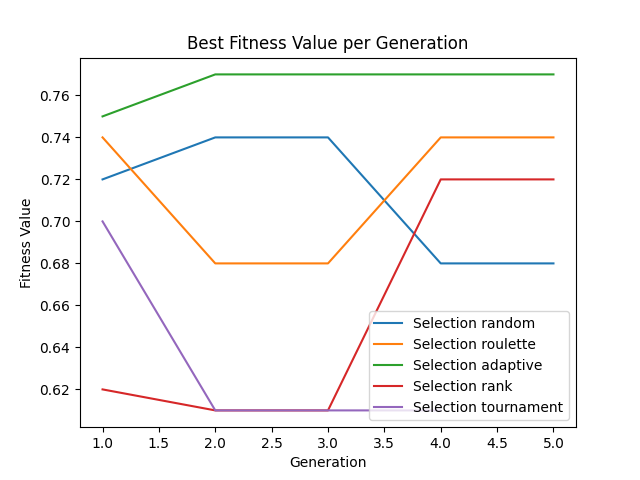 Best Fitness Value per Generation
Fitness Value
0.76
0.74
0.72
0.70
0.68
0.66
0.64
0.62
Selection random
Selection roulette
Selection adaptive
Selection rank
Selection tournament
1.0 1.5 2.0 2.5 3.0 3.5 4.0 4.5 5.0
Generation